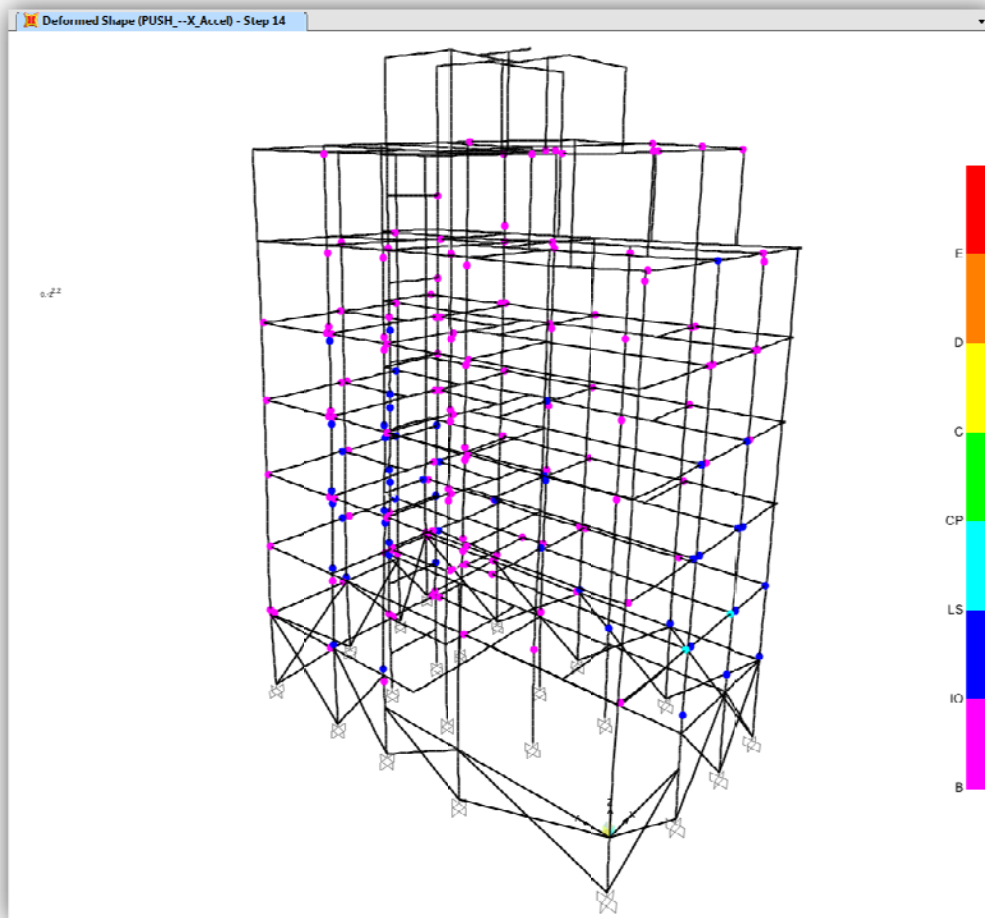 Deformed Shape (PUSH_--X_Accel) - Step 14
E
D
C
CP
LS
IO
B
Z